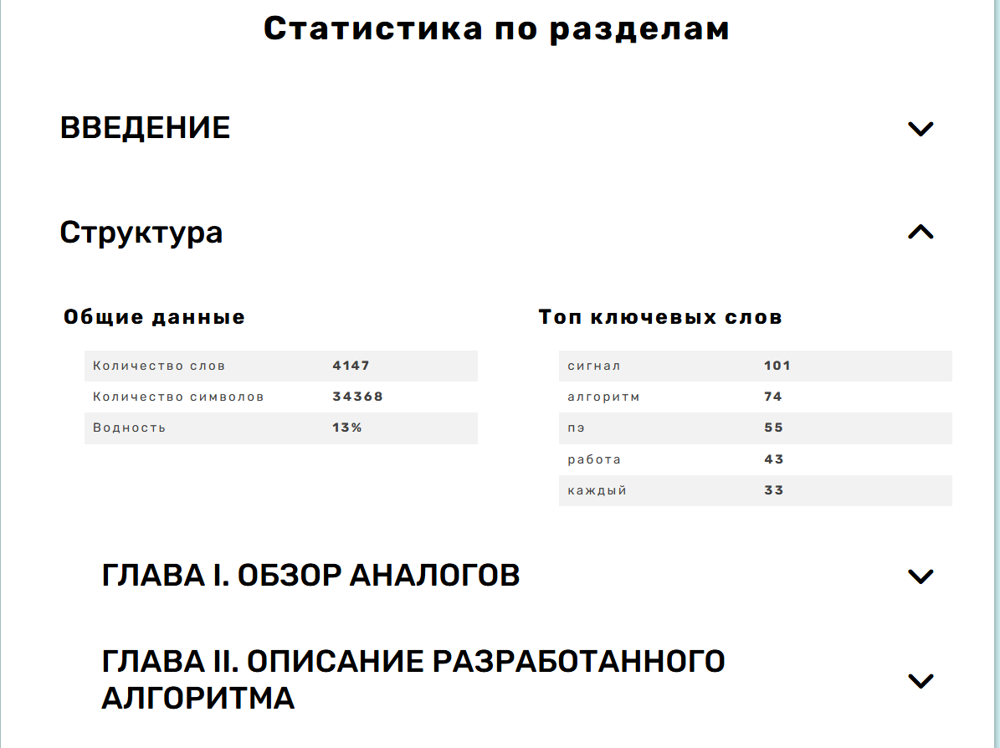 Статистика по разделам
ВВЕДЕНИЕ
Структура
Общие данные
Количество слов 4147
Количество символов 34368
Водность 13%
Топ ключевых слов
сигнал 101
алгоритм 74
пэ 55
работа 43
каждый 33
ГЛАВА I. ОБЗОР АНАЛОГОВ
ГЛАВА II. ОПИСАНИЕ РАЗРАБОТАННОГО
АЛГОРИТМА